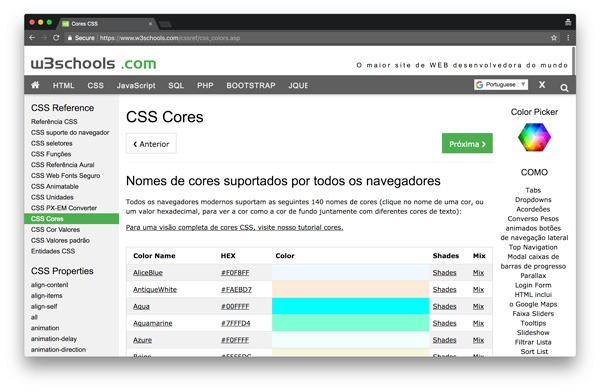 Cores CSS
Secure https://www.w3schools.com/cssref/css_colors.asp
w3schools .com
O maior site de WEB desenvolvedora do mundo
HTML CSS JavaScript SQL PHP BOOTSTRAP JQUE
Portuguese
X
CSS Reference
Referência CSS
CSS suporte do navegador
CSS seletores
CSS Funções
CSS Referência Aural
CSS Web Fonts Seguro
CSS Animatable
CSS Unidades
CSS PX-EM Converter
CSS Cores
CSS Cor Valores
CSS Valores padrão
Entidades CSS
CSS Properties
align-content
align-items
align-self
all
animation
animation-delay
animation-direction
CSS Cores
❮ Anterior
Próxima ❯
Nomes de cores suportados por todos os navegadores
Todos os navegadores modernos suportam as seguintes 140 nomes de cores (clique no nome de uma cor, ou
um valor hexadecimal, para ver a cor como a cor de fundo juntamente com diferentes cores de texto):
Para uma visão completa de cores CSS, visite nosso tutorial cores.
Color Name HEX Color Shades Mix
AliceBlue #F0F8FF Shades Mix
AntiqueWhite #FAEBD7 Shades Mix
Aqua #00FFFF Shades Mix
Aquamarine #7FFFD4 Shades Mix
Azure #F0FFFF Shades Mix
Beige #F5F5DC Shades Mix
Color Picker
COMO
Tabs
Dropdowns
Acordeões
Converso Pesos
animados botões
de navegação lateral
Top Navigation
Modal caixas de
barras de progresso
Parallax
Login Form
HTML inclui
o Google Maps
Faixa Sliders
Tooltips
Slideshow
Filtrar Lista
Sort List